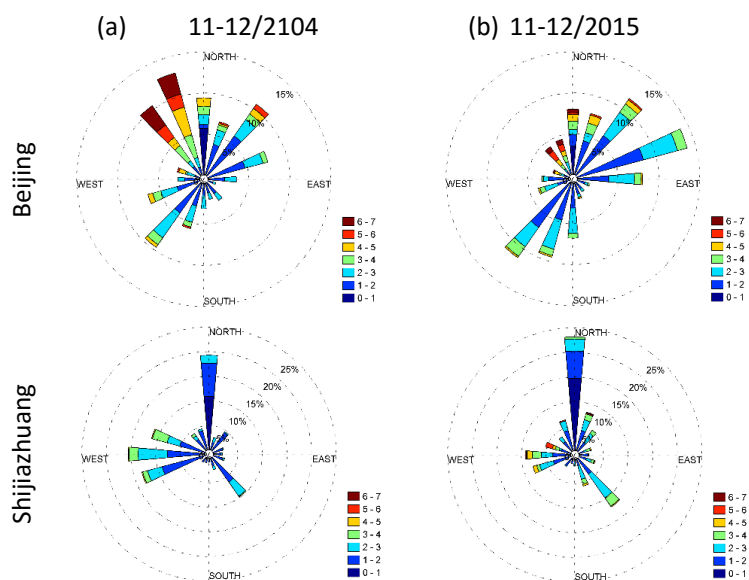 (a) 11-12/2104
(b) 11-12/2015
Beijing
NORTH
15%
10%
5%
WEST
EAST
SOUTH
6 - 7
5 - 6
4 - 5
3 - 4
2 - 3
1 - 2
0 - 1
NORTH
15%
10%
5%
WEST
EAST
SOUTH
6 - 7
5 - 6
4 - 5
3 - 4
2 - 3
1 - 2
0 - 1
Shijiazhuang
NORTH
25%
20%
15%
10%
WEST
EAST
SOUTH
6 - 7
5 - 6
4 - 5
3 - 4
2 - 3
1 - 2
0 - 1
NORTH
25%
20%
15%
10%
WEST
EAST
SOUTH
6 - 7
5 - 6
4 - 5
3 - 4
2 - 3
1 - 2
0 - 1